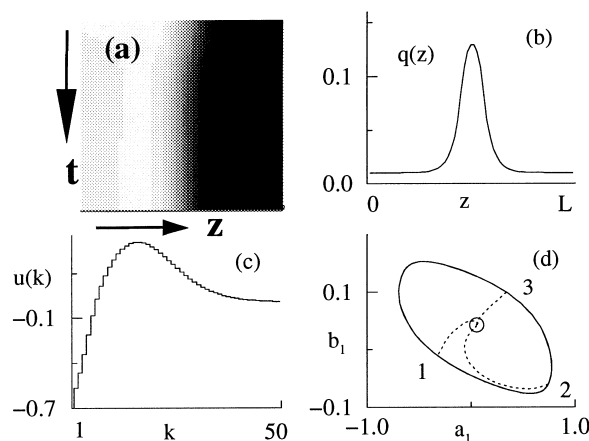 (a)
t
z
(b)
q(z)
0.1
0.0
0 z L
(c)
u(k)
-0.1
-0.7
1 k 50
(d)
0.1
b1
-0.1
-1.0 a1 1.0
1
2
3